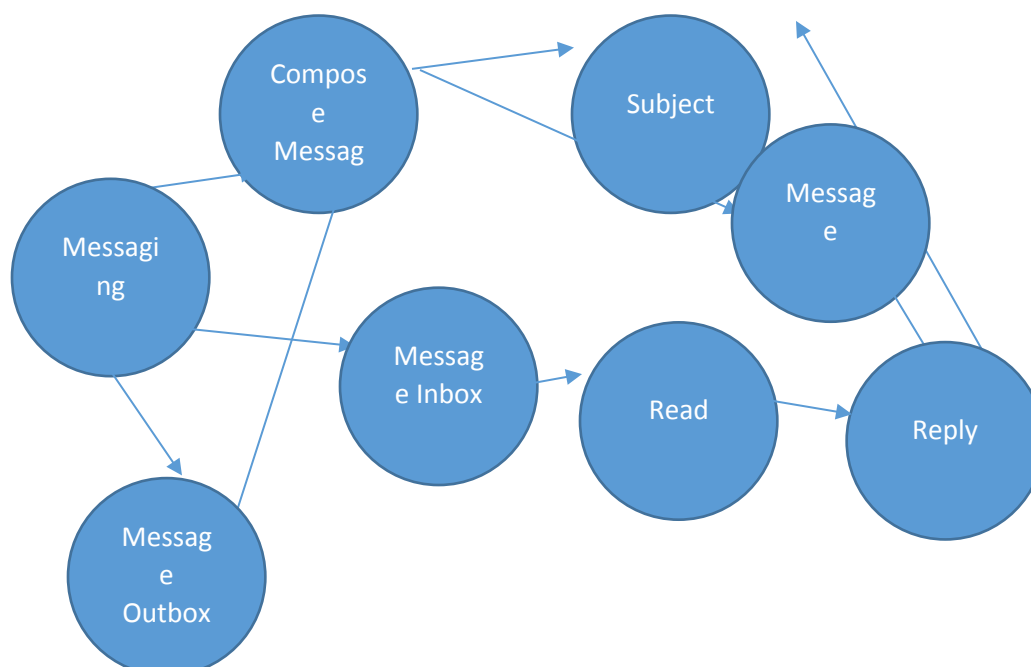 Compos
e
Messag
Subject
Messag
e
Messagi
ng
Messag
e Inbox
Read
Reply
Messag
e
Outbox